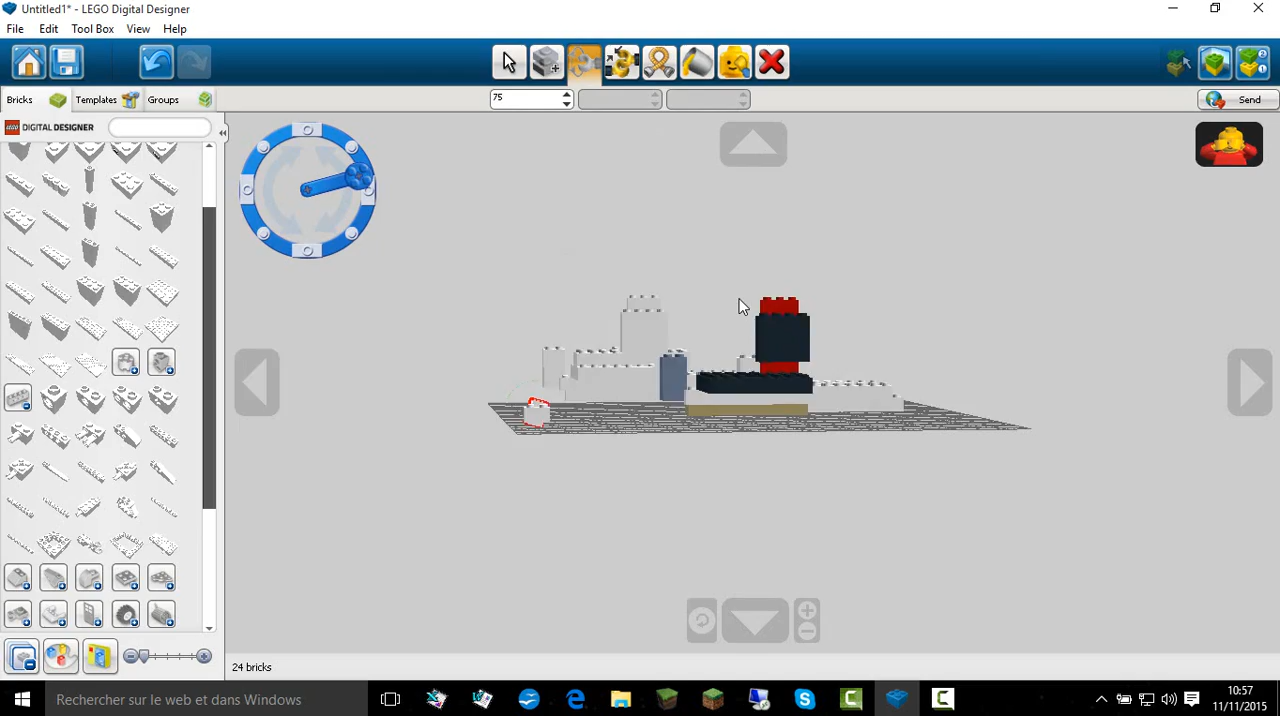 Untitled1* - LEGO Digital Designer
File Edit Tool Box View Help
75
Bricks Templates Groups
Send
LEGO DIGITAL DESIGNER
24 bricks
Rechercher sur le web et dans Windows
10:57
11/11/2015